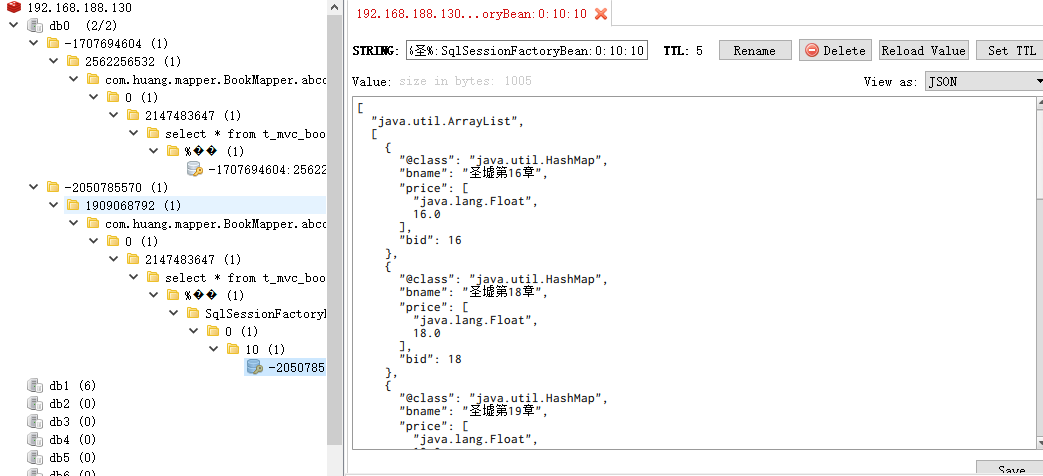 192.168.188.130
db0 (2/2)
-1707694604 (1)
2562256532 (1)
com.huang.mapper.BookMapper.abcd
0 (1)
2147483647 (1)
select * from t_mvc_boo
%�� (1)
-1707694604:25622
-2050785570 (1)
1909068792 (1)
com.huang.mapper.BookMapper.abcd
0 (1)
2147483647 (1)
select * from t_mvc_boo
%�� (1)
SqlSessionFactoryB
0 (1)
10 (1)
-2050785
db1 (6)
db2 (0)
db3 (0)
db4 (0)
db5 (0)
db6 (0)
192.168.188.130...oryBean:0:10:10
STRING: %圣%:SqlSessionFactoryBean:0:10:10 TTL: 5 Rename Delete Reload Value Set TTL
Value: size in bytes: 1005 View as: JSON
[
"java.util.ArrayList",
[
{
"@class": "java.util.HashMap",
"bname": "圣墟第16章",
"price": [
"java.lang.Float",
16.0
],
"bid": 16
},
{
"@class": "java.util.HashMap",
"bname": "圣墟第18章",
"price": [
"java.lang.Float",
18.0
],
"bid": 18
},
{
"@class": "java.util.HashMap",
"bname": "圣墟第19章",
"price": [
"java.lang.Float",
Save